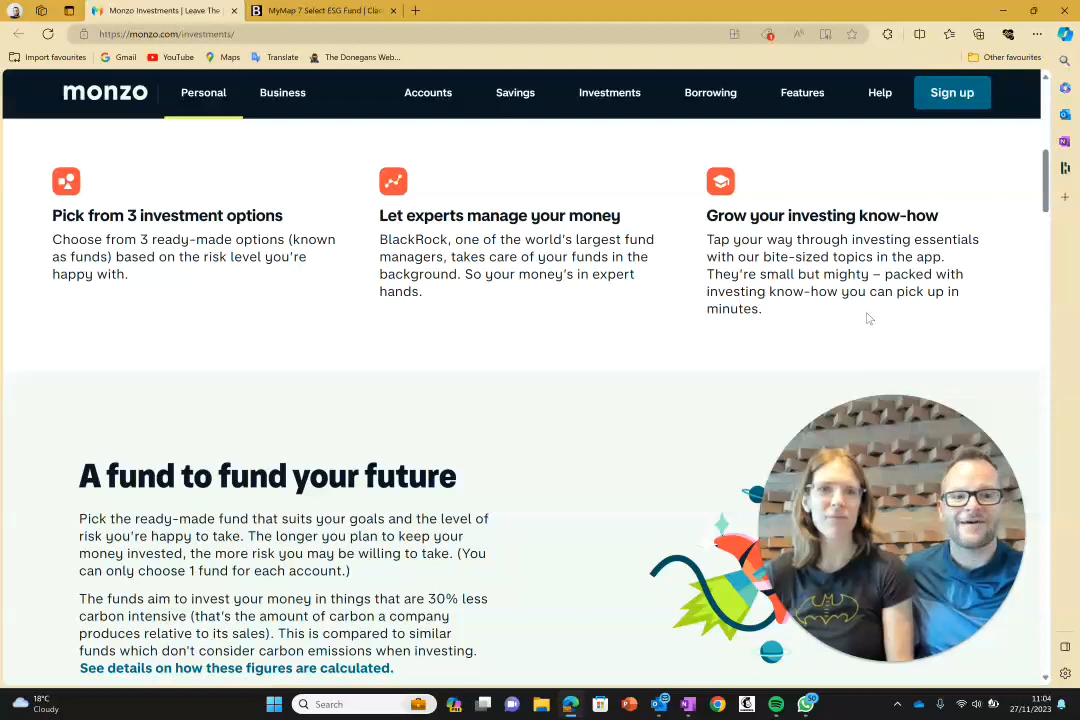 Monzo Investments | Leave The
MyMap 7 Select ESG Fund | Cla
https://monzo.com/investments/
Import favourites
Gmail
YouTube
Maps
Translate
The Donegans Web...
Other favourites
monzo
Personal
Business
Accounts
Savings
Investments
Borrowing
Features
Help
Sign up
Pick from 3 investment options
Choose from 3 ready-made options (known
as funds) based on the risk level you're
happy with.
Let experts manage your money
BlackRock, one of the world's largest fund
managers, takes care of your funds in the
background. So your money's in expert
hands.
Grow your investing know-how
Tap your way through investing essentials
with our bite-sized topics in the app.
They're small but mighty – packed with
investing know-how you can pick up in
minutes.
A fund to fund your future
Pick the ready-made fund that suits your goals and the level of
risk you're happy to take. The longer you plan to keep your
money invested, the more risk you may be willing to take. (You
can only choose 1 fund for each account.)
The funds aim to invest your money in things that are 30% less
carbon intensive (that's the amount of carbon a company
produces relative to its sales). This is compared to similar
funds which don't consider carbon emissions when investing.
See details on how these figures are calculated.
18°C
Cloudy
Search
50
11:04
27/11/2023